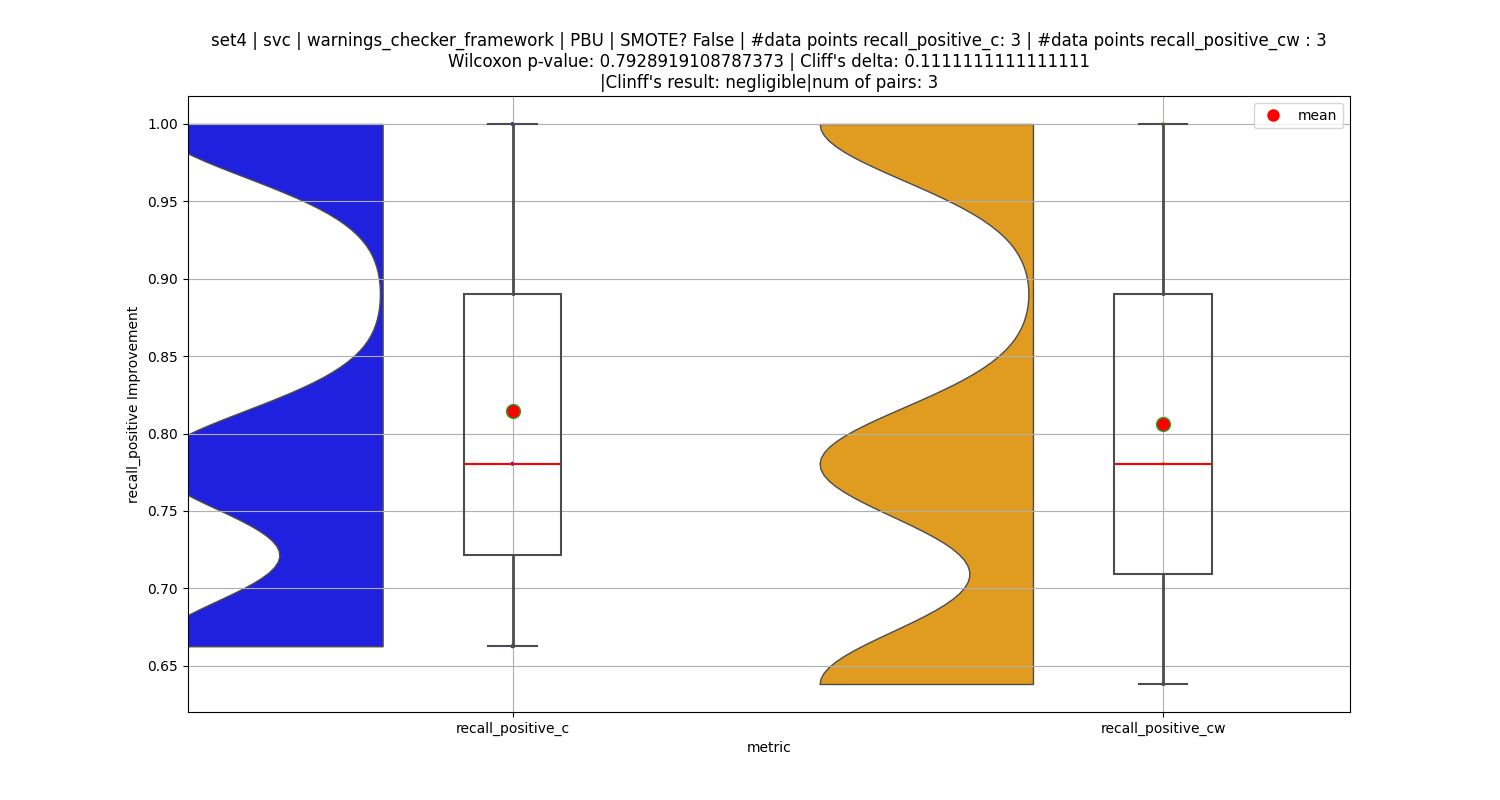 set4 | svc | warnings_checker_framework | PBU | SMOTE? False | #data points recall_positive_c: 3 | #data points recall_positive_cw : 3
Wilcoxon p-value: 0.7928919108787373 | Cliff's delta: 0.1111111111111111
|Clinff's result: negligible|num of pairs: 3
mean
1.00
0.95
0.90
0.85
0.80
0.75
0.70
0.65
recall_positive Improvement
recall_positive_c
recall_positive_cw
metric